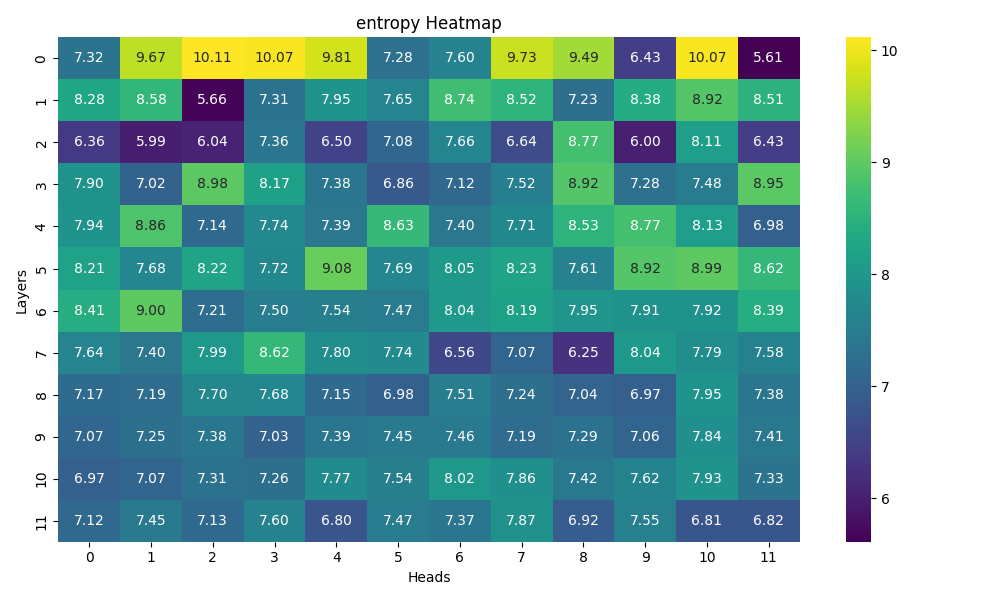 entropy Heatmap
0 7.32 9.67 10.11 10.07 9.81 7.28 7.60 9.73 9.49 6.43 10.07 5.61
1 8.28 8.58 5.66 7.31 7.95 7.65 8.74 8.52 7.23 8.38 8.92 8.51
2 6.36 5.99 6.04 7.36 6.50 7.08 7.66 6.64 8.77 6.00 8.11 6.43
3 7.90 7.02 8.98 8.17 7.38 6.86 7.12 7.52 8.92 7.28 7.48 8.95
4 7.94 8.86 7.14 7.74 7.39 8.63 7.40 7.71 8.53 8.77 8.13 6.98
5 8.21 7.68 8.22 7.72 9.08 7.69 8.05 8.23 7.61 8.92 8.99 8.62
6 8.41 9.00 7.21 7.50 7.54 7.47 8.04 8.19 7.95 7.91 7.92 8.39
7 7.64 7.40 7.99 8.62 7.80 7.74 6.56 7.07 6.25 8.04 7.79 7.58
8 7.17 7.19 7.70 7.68 7.15 6.98 7.51 7.24 7.04 6.97 7.95 7.38
9 7.07 7.25 7.38 7.03 7.39 7.45 7.46 7.19 7.29 7.06 7.84 7.41
10 6.97 7.07 7.31 7.26 7.77 7.54 8.02 7.86 7.42 7.62 7.93 7.33
11 7.12 7.45 7.13 7.60 6.80 7.47 7.37 7.87 6.92 7.55 6.81 6.82
0 1 2 3 4 5 6 7 8 9 10 11
Heads
Layers
10
9
8
7
6